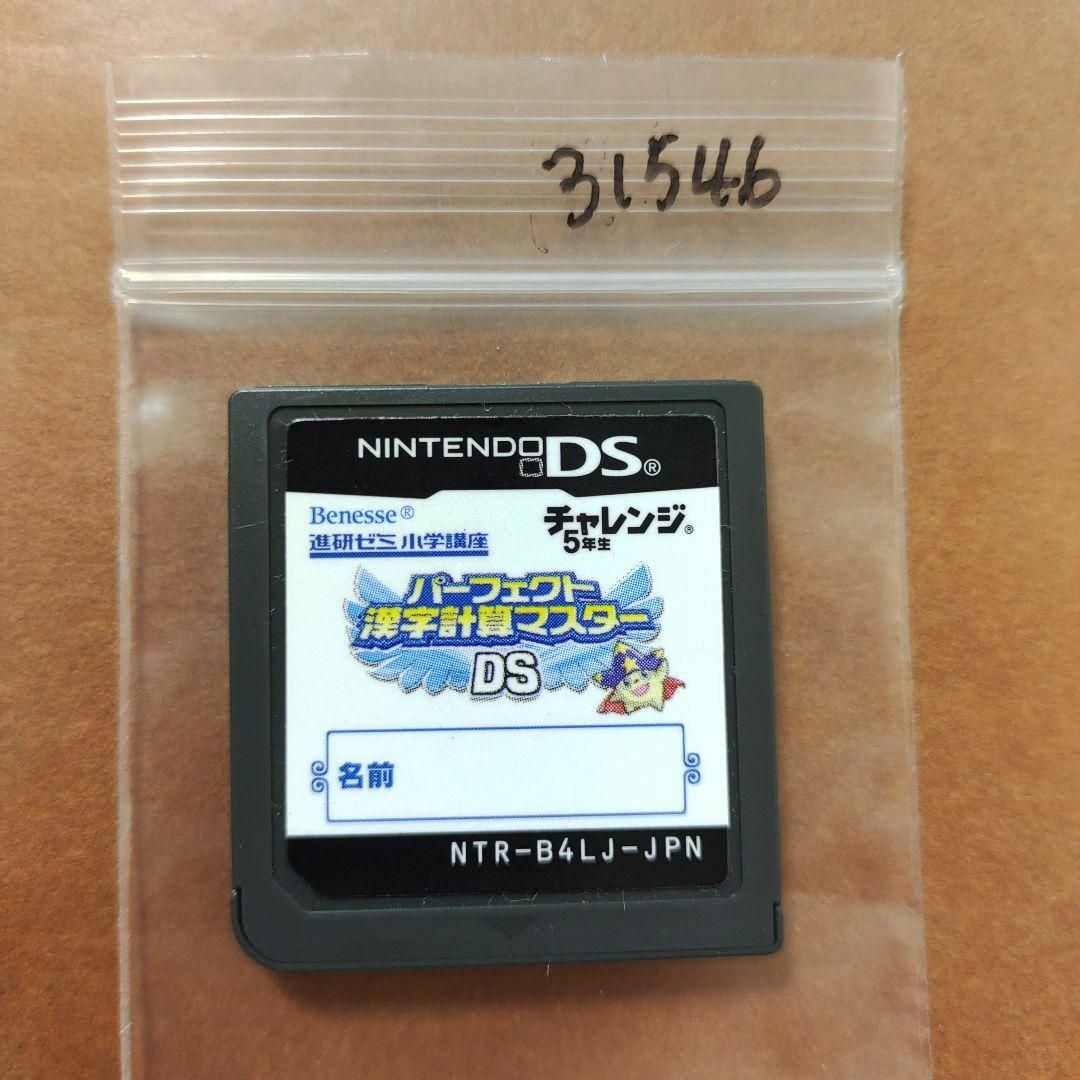 31546
NINTENDO DS®
Benesse®
進研ゼミ 小学講座
チャレンジ®
5年生
パーフェクト
漢字計算マスター
DS
名前
NTR-B4LJ-JPN